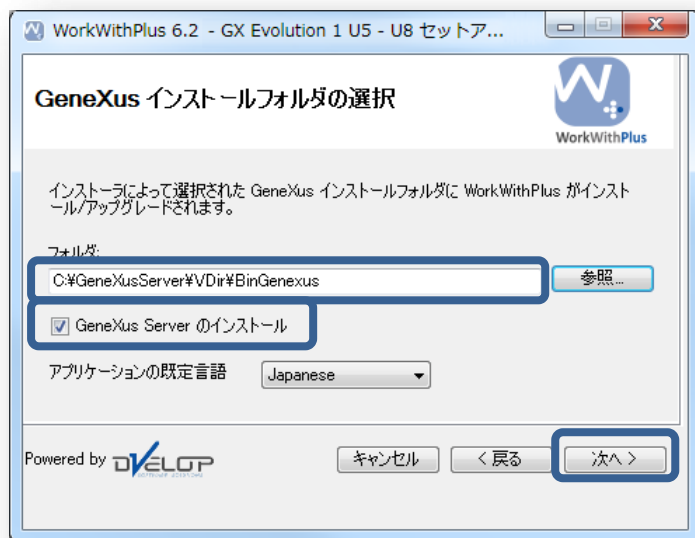 WorkWithPlus 6.2 - GX Evolution 1 U5 - U8 セットア...
GeneXus インストールフォルダの選択
WorkWithPlus
インストーラによって選択された GeneXus インストールフォルダに WorkWithPlus がインスト
ール/アップグレードされます。
フォルダ:
C:¥GeneXusServer¥VDir¥BinGenexus
参照...
GeneXus Server のインストール
アプリケーションの既定言語
Japanese
Powered by DVELOP
キャンセル
< 戻る
次へ >